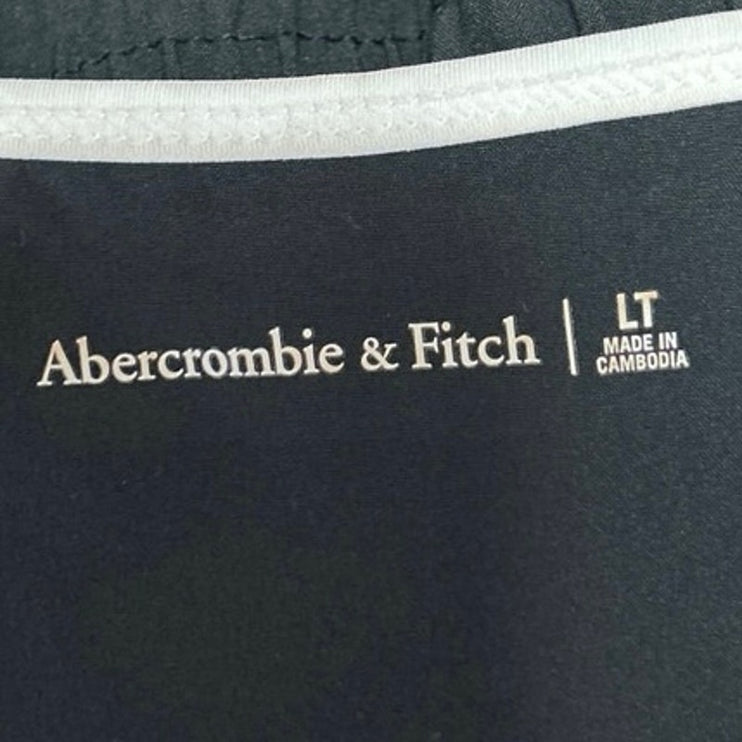 Abercrombie & Fitch
LT
MADE IN
CAMBODIA